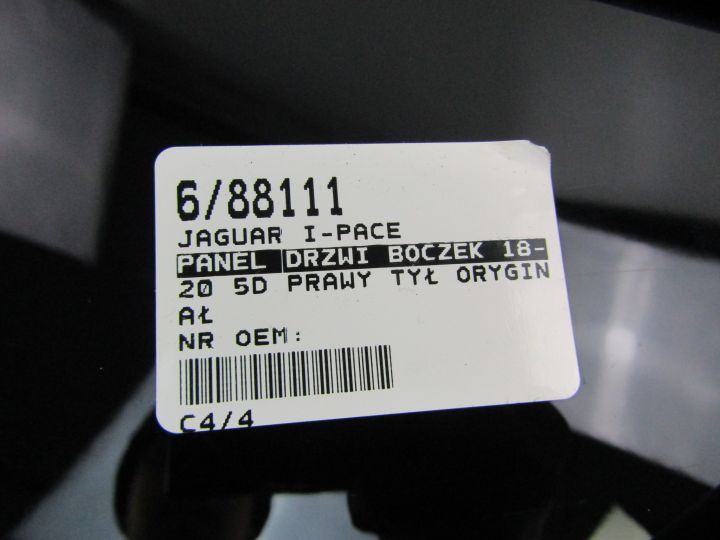 6/88111
JAGUAR I-PACE
PANEL DRZWI BOCZEK 18-
20 5D PRAWY TYŁ ORYGIN
AŁ
NR OEM:
C4/4